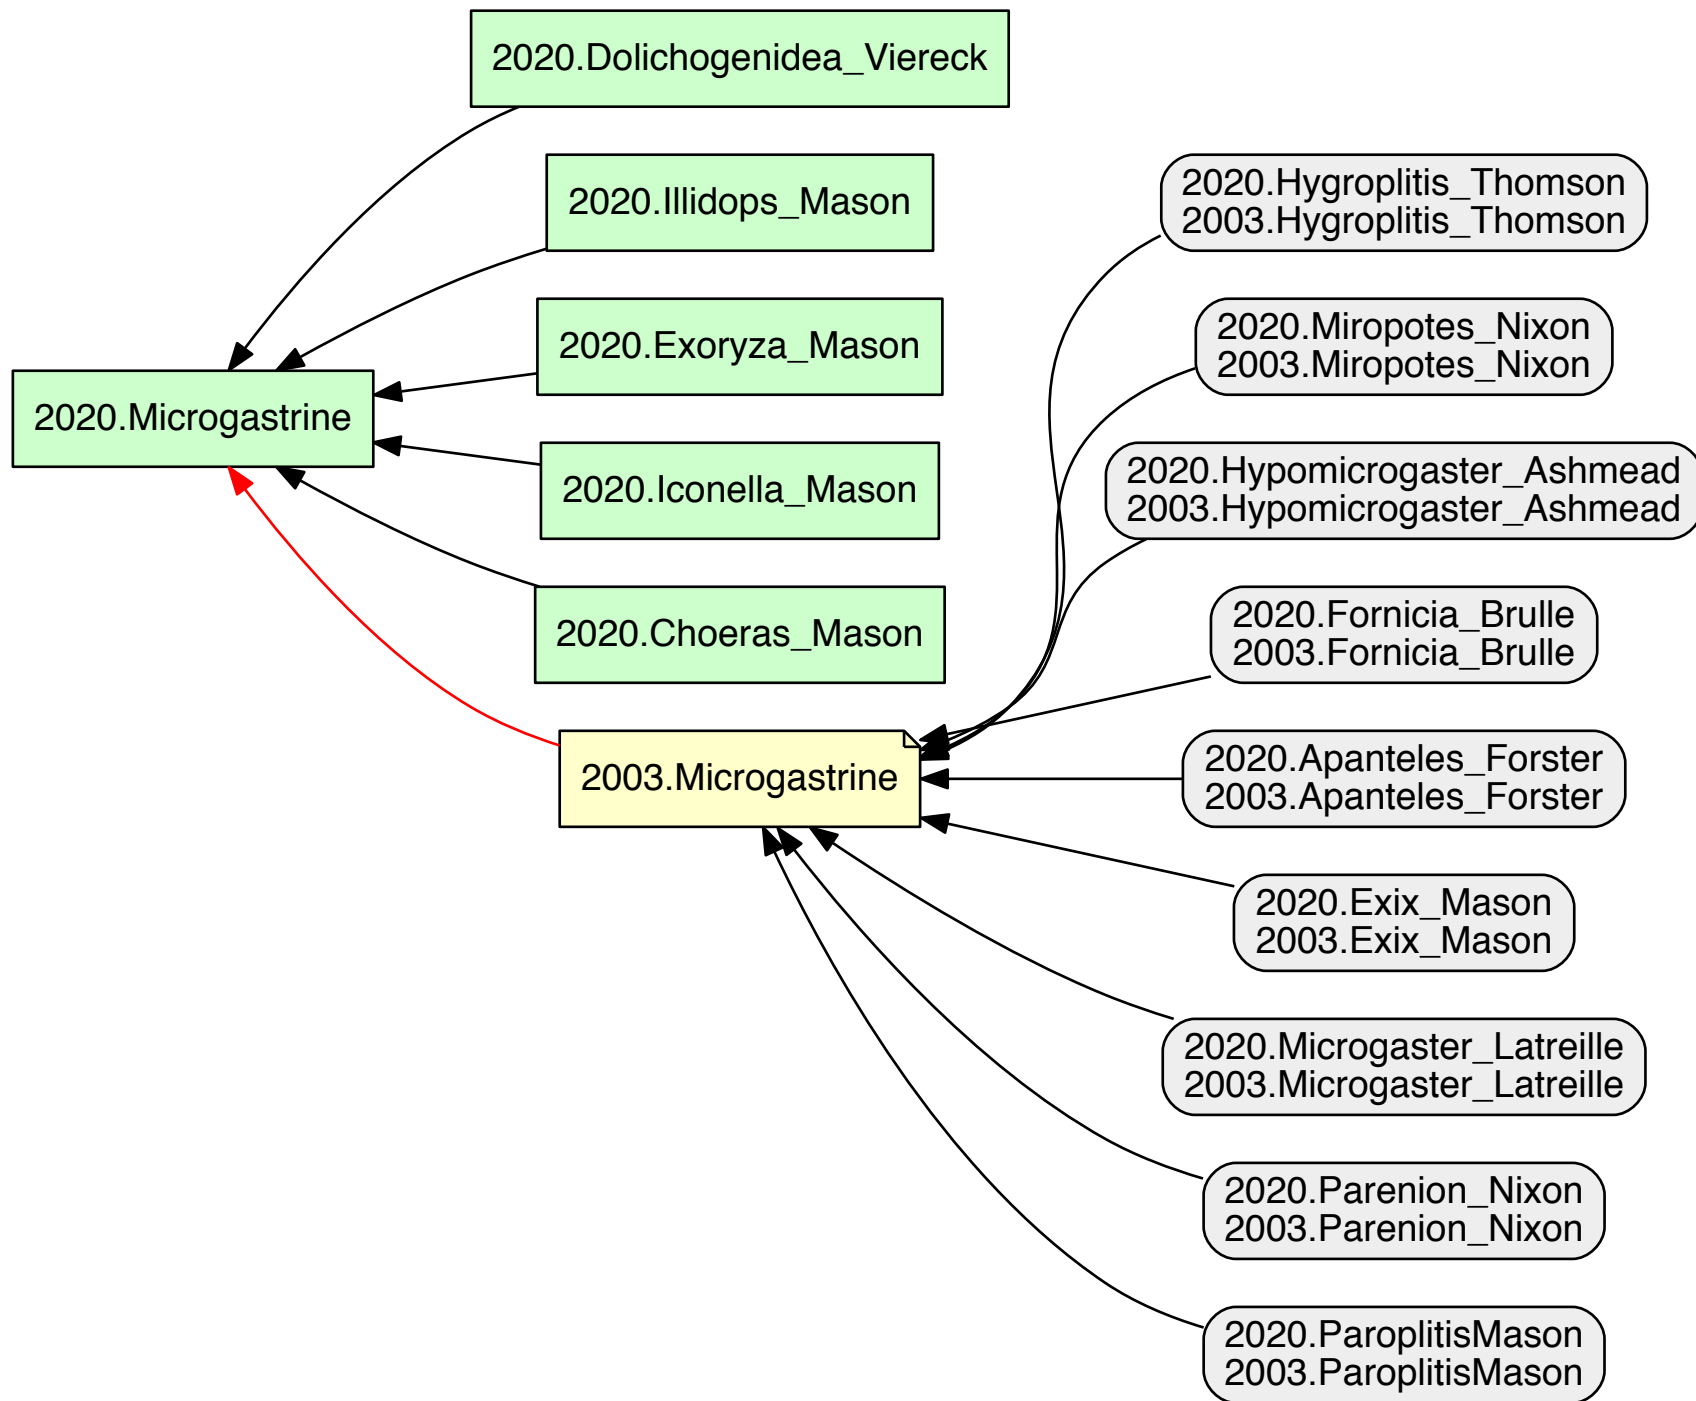 2020.Dolichogenidea_Viereck
2020.Illidops_Mason
2020.Exoryza_Mason
2020.Microgastrine
2020.Iconella_Mason
2020.Choeras_Mason
2003.Microgastrine
2020.Hygroplitis_Thomson
2003.Hygroplitis_Thomson
2020.Miropotes_Nixon
2003.Miropotes_Nixon
2020.Hypomicrogaster_Ashmead
2003.Hypomicrogaster_Ashmead
2020.Fornicia_Brulle
2003.Fornicia_Brulle
2020.Apanteles_Forster
2003.Apanteles_Forster
2020.Exix_Mason
2003.Exix_Mason
2020.Microgaster_Latreille
2003.Microgaster_Latreille
2020.Parenion_Nixon
2003.Parenion_Nixon
2020.ParoplitisMason
2003.ParoplitisMason